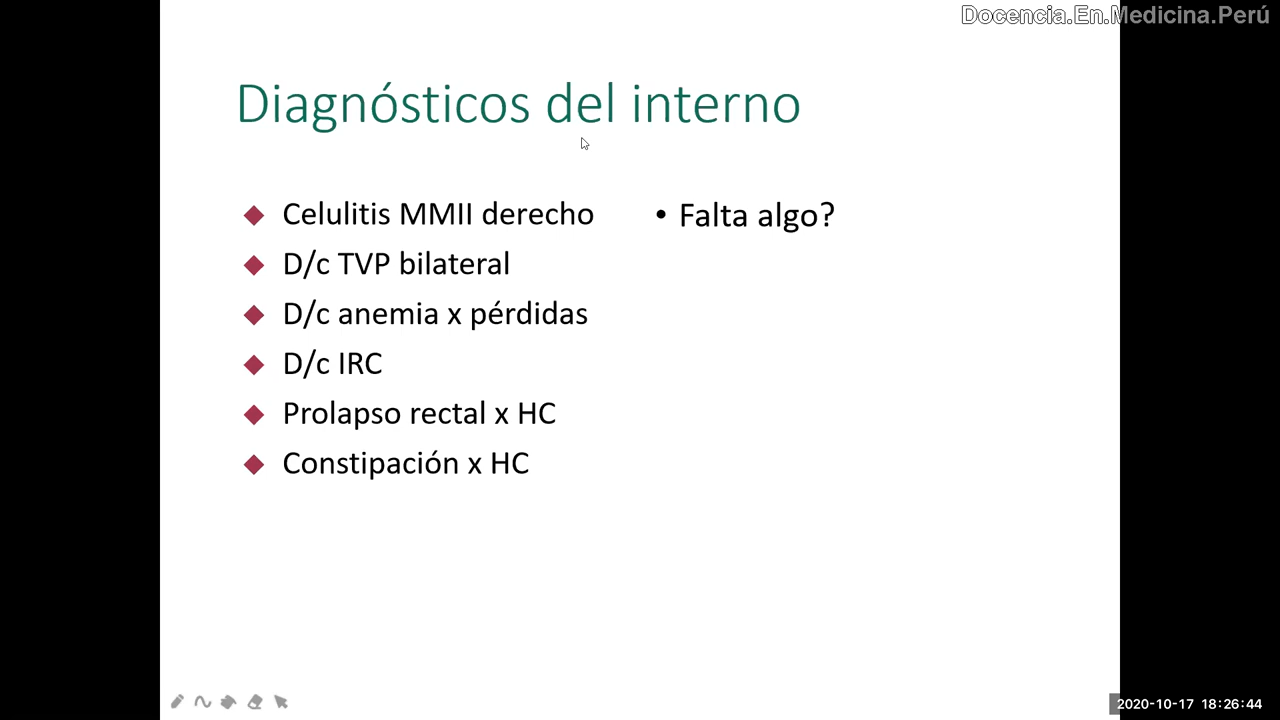 Docencia.En.Medicina.Perú
Diagnósticos del interno
Celulitis MMII derecho
D/c TVP bilateral
D/c anemia x pérdidas
D/c IRC
Prolapso rectal x HC
Constipación x HC
• Falta algo?
2020-10-17 18:26:44